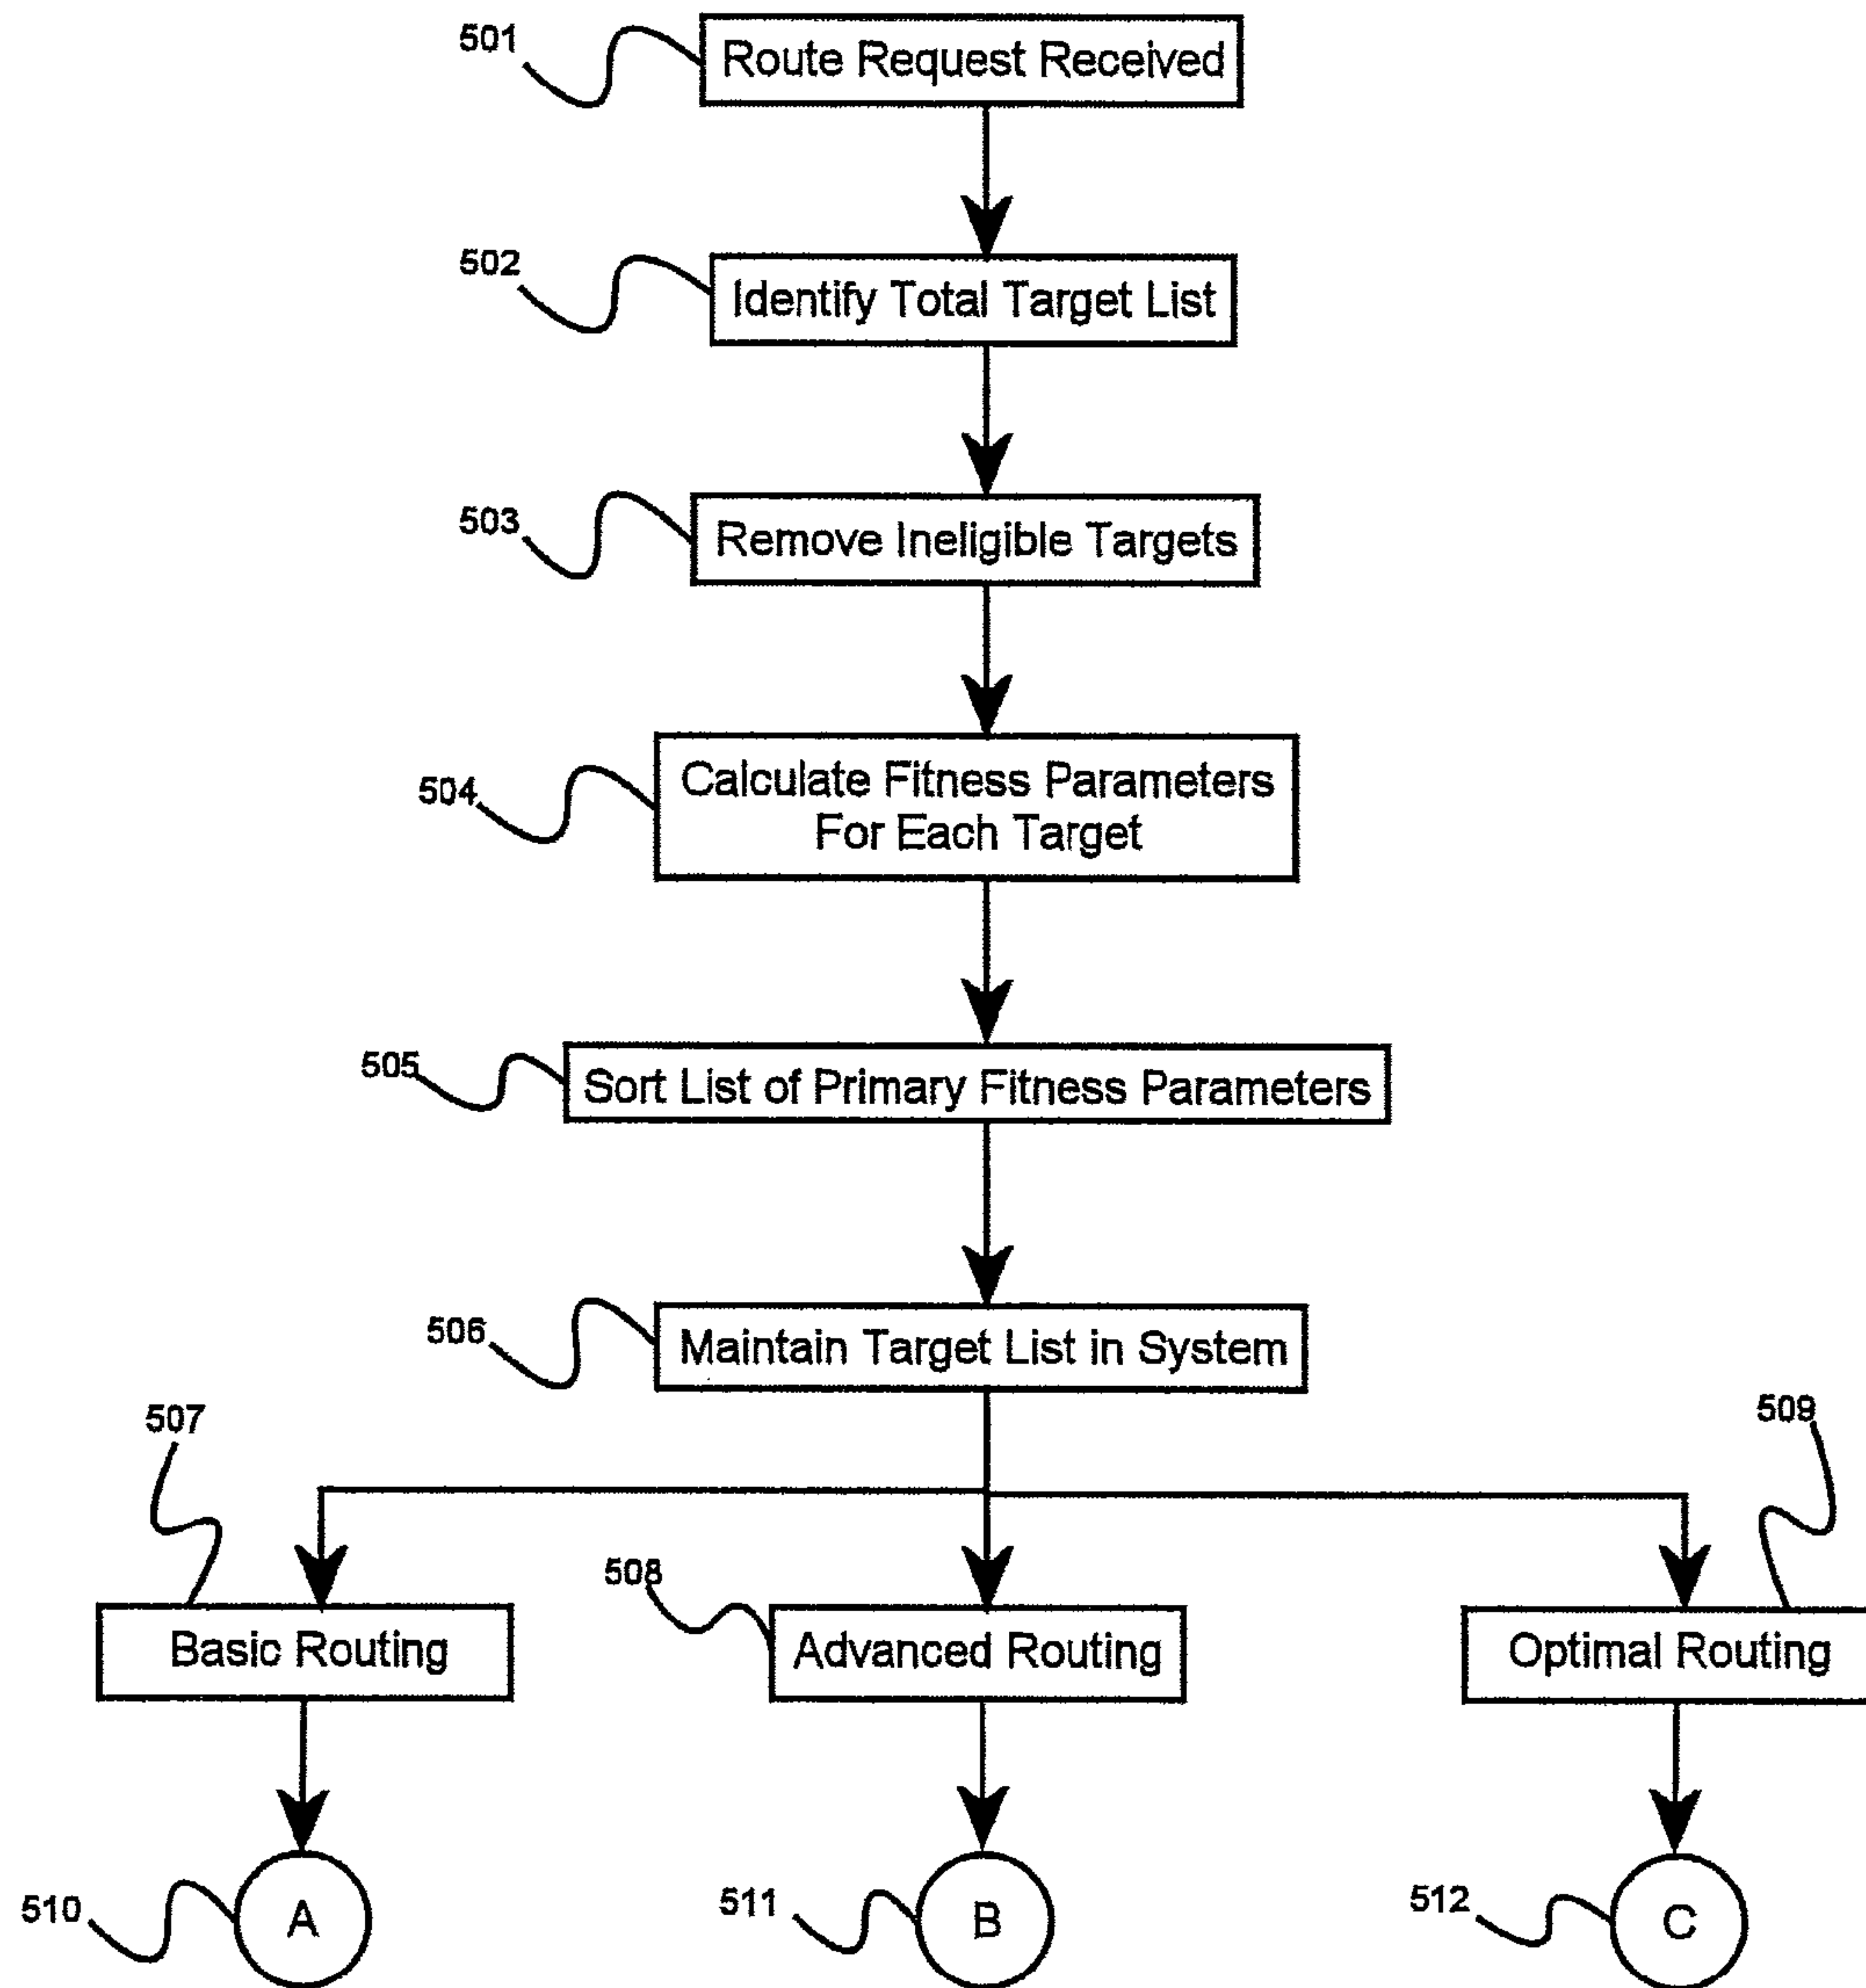 501
Route Request Received
502
Identify Total Target List
503
Remove Ineligible Targets
504
Calculate Fitness Parameters
For Each Target
505
Sort List of Primary Fitness Parameters
506
Maintain Target List in System
507
509
508
Basic Routing
Advanced Routing
Optimal Routing
510
A
511
B
512
C